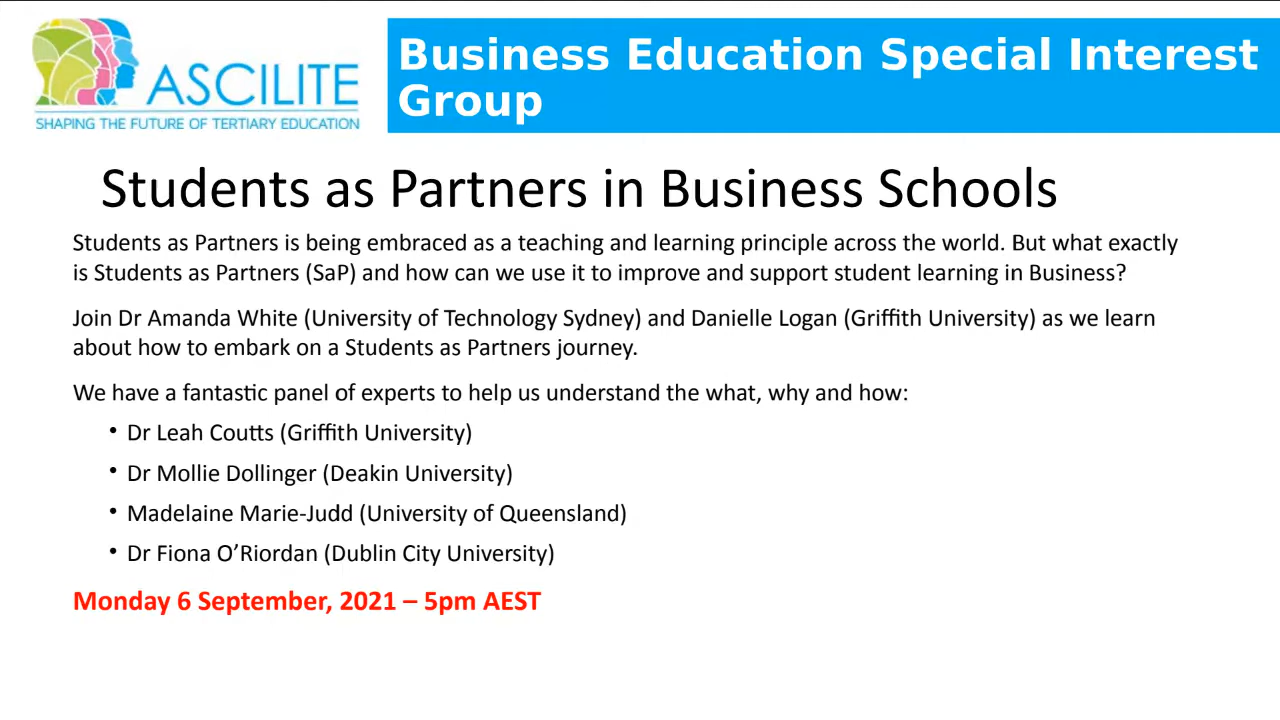 ASCILITE
SHAPING THE FUTURE OF TERTIARY EDUCATION
Business Education Special Interest
Group
Students as Partners in Business Schools
Students as Partners is being embraced as a teaching and learning principle across the world. But what exactly
is Students as Partners (SaP) and how can we use it to improve and support student learning in Business?
Join Dr Amanda White (University of Technology Sydney) and Danielle Logan (Griffith University) as we learn
about how to embark on a Students as Partners journey.
We have a fantastic panel of experts to help us understand the what, why and how:
• Dr Leah Coutts (Griffith University)
• Dr Mollie Dollinger (Deakin University)
• Madelaine Marie-Judd (University of Queensland)
• Dr Fiona O’Riordan (Dublin City University)
Monday 6 September, 2021 – 5pm AEST